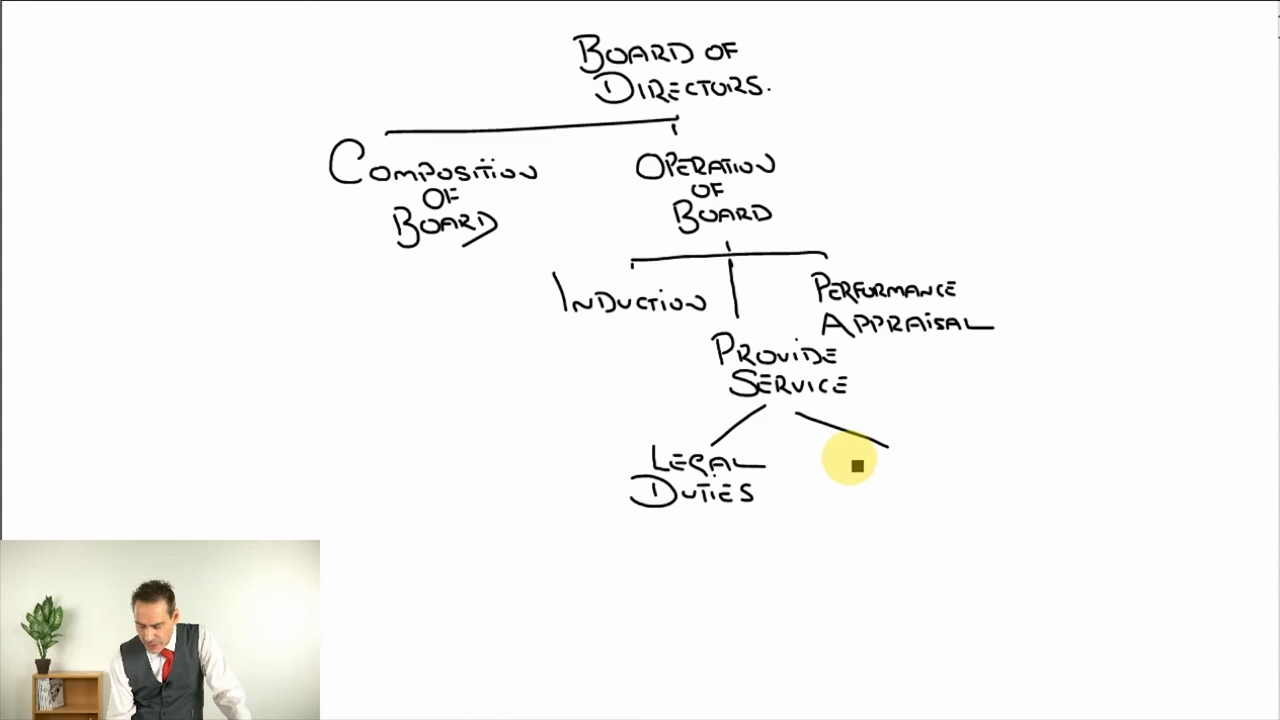 BOARD OF
DIRECTORS.
COMPOSITION
OF
BOARD
OPERATION
OF
BOARD
INDUCTION
PERFORMANCE
APPRAISAL
PROVIDE
SERVICE
LEGAL
DUTIES